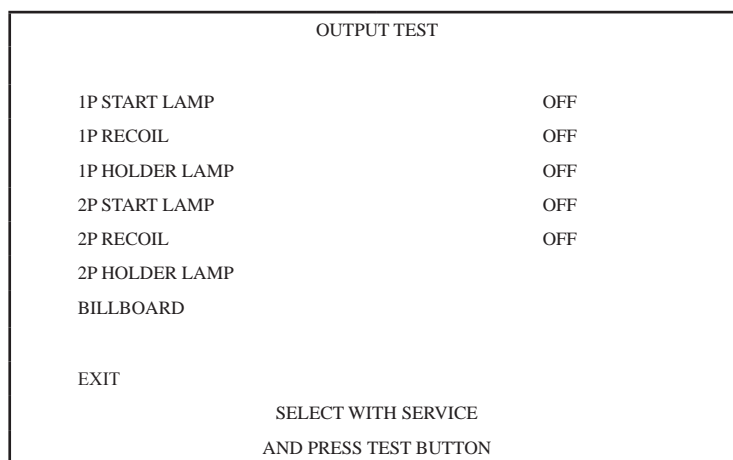 OUTPUT TEST
1P START LAMP OFF
1P RECOIL OFF
1P HOLDER LAMP OFF
2P START LAMP OFF
2P RECOIL OFF
2P HOLDER LAMP
BILLBOARD
EXIT
SELECT WITH SERVICE
AND PRESS TEST BUTTON